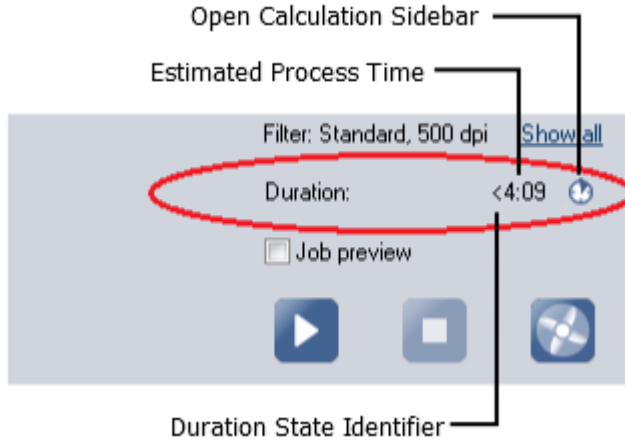 Open Calculation Sidebar
Estimated Process Time
Filter: Standard, 500 dpi Show all
Duration: <4:09
Job preview
Duration State Identifier